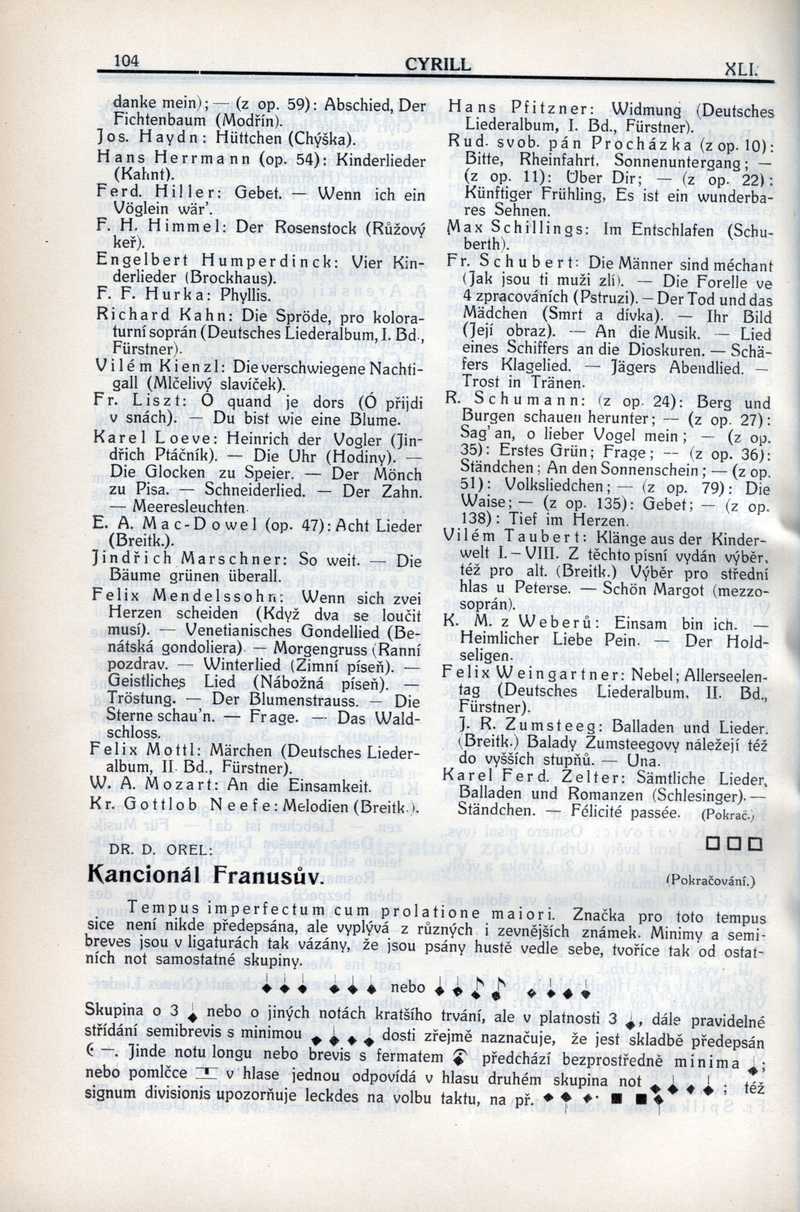 104
CYRILL
XLI.
danke mein); — (z op. 59): Abschied, Der
Fichtenbaum (Modřín).
Jos. Haydn: Hüttchen (Chýška).
Hans Herrmann (op. 54): Kinderlieder
(Kahnt).
Ferd. Hiller: Gebet. — Wenn ich ein
Vöglein wär'.
F. H. Himmel: Der Rosenstock (Růžový
keř).
Engelbert Humperdinck: Vier Kin-
derlieder (Brockhaus).
F. F. Hurka: Phyllis.
Richard Kahn: Die Spröde, pro kolora-
turní soprán (Deutsches Liederalbum, I. Bd.,
Fürstner).
Vilém Kienzl: Die verschwiegene Nachti-
gall (Mlčelivý slavíček).
Fr. Liszt: Ó quand je dors (Ó přijdi
v snách). — Du bist wie eine Blume.
Karel Loeve: Heinrich der Vogler (Jin-
dřich Ptáčník). — Die Uhr (Hodiny). —
Die Glocken zu Speier. — Der Mönch
zu Pisa. — Schneiderlied. — Der Zahn.
— Meeresleuchten.
E. A. Mac-Dowel (op. 47): Acht Lieder
(Breitk.).
Jindřich Marschner: So weit. — Die
Bäume grünen überall.
Felix Mendelssohn: Wenn sich zvei
Herzen scheiden (Když dva se loučit
musí). — Venetianisches Gondellied (Be-
nátská gondoliera) — Morgengruss (Ranní
pozdrav. — Winterlied (Zimní píseň). —
Geistliches Lied (Nábožná píseň). —
Tröstung. — Der Blumenstrauss. — Die
Sterne schau'n. — Frage. — Das Wald-
schloss.
Felix Mottl: Märchen (Deutsches Lieder-
album, II. Bd., Fürstner).
W. A. Mozart: An die Einsamkeit.
Kr. Gottlob Neefe: Melodien (Breitk.).
Hans Pfitzner: Widmung (Deutsches
Liederalbum, I. Bd., Fürstner).
Rud. svob. pán Procházka (z op. 10):
Bitte, Rheinfahrt, Sonnenuntergang; —
(z op. 11): Über Dir; — (z op. 22):
Künftiger Frühling, Es ist ein wunderba-
res Sehnen.
Max Schillings: Im Entschlafen (Schu-
berth).
Fr. Schubert: Die Männer sind méchant
(Jak jsou ti muži zlí). — Die Forelle ve
4 zpracováních (Pstruzi). — Der Tod und das
Mädchen (Smrt a dívka). — Ihr Bild
(Její obraz). — An die Musik. — Lied
eines Schiffers an die Dioskuren. — Schä-
fers Klagelied. — Jägers Abendlied. —
Trost in Tränen.
R. Schumann: (z op. 24): Berg und
Burgen schauen herunter; — (z op. 27):
Sag' an, o lieber Vogel mein; — (z op.
35): Erstes Grün; Frage; — (z op. 36):
Ständchen; An den Sonnenschein; — (z op.
51): Volksliedchen; — (z op. 79): Die
Waise; — (z op. 135): Gebet; — (z op.
138): Tief im Herzen.
Vilém Taubert: Klänge aus der Kinder-
welt I. – VIII. Z těchto písní vydán výběr,
též pro alt. (Breitk.) Výběr pro střední
hlas u Peterse. — Schön Margot (mezzo-
soprán).
K. M. z Weberů: Einsam bin ich. —
Heimlicher Liebe Pein. — Der Hold-
seligen.
Felix Weingartner: Nebel; Allerseelen-
tag (Deutsches Liederalbum, II. Bd.,
Fürstner).
J. R. Zumsteeg: Balladen und Lieder.
(Breitk.) Balady Zumsteegovy náležejí též
do vyšších stupňů. — Una.
Karel Ferd. Zelter: Sämtliche Lieder,
Balladen und Romanzen (Schlesinger). —
Ständchen. — Félicité passée. (Pokrač.)
DR. D. OREL:
Kancionál Franusův.
(Pokračování.)
Tempus imperfectum cum prolatione maiori. Značka pro toto tempus
sice není nikde předepsána, ale vyplývá z různých i zevnějších známek. Minimy a semi-
breves jsou v ligaturách tak vázány, že jsou psány hustě vedle sebe, tvoříce tak od ostat-
ních not samostatné skupiny.
nebo
Skupina o 3 nebo o jiných notách kratšího trvání, ale v platnosti 3 , dále pravidelné
střídání semibrevis s minimou dosti zřejmě naznačuje, že jest skladbě předepsán
—. Jinde notu longu nebo brevis s fermatem předchází bezprostředně minima ;
nebo pomlčce v hlase jednou odpovídá v hlasu druhém skupina not ; též
signum divisionis upozorňuje leckdes na volbu taktu, na př.